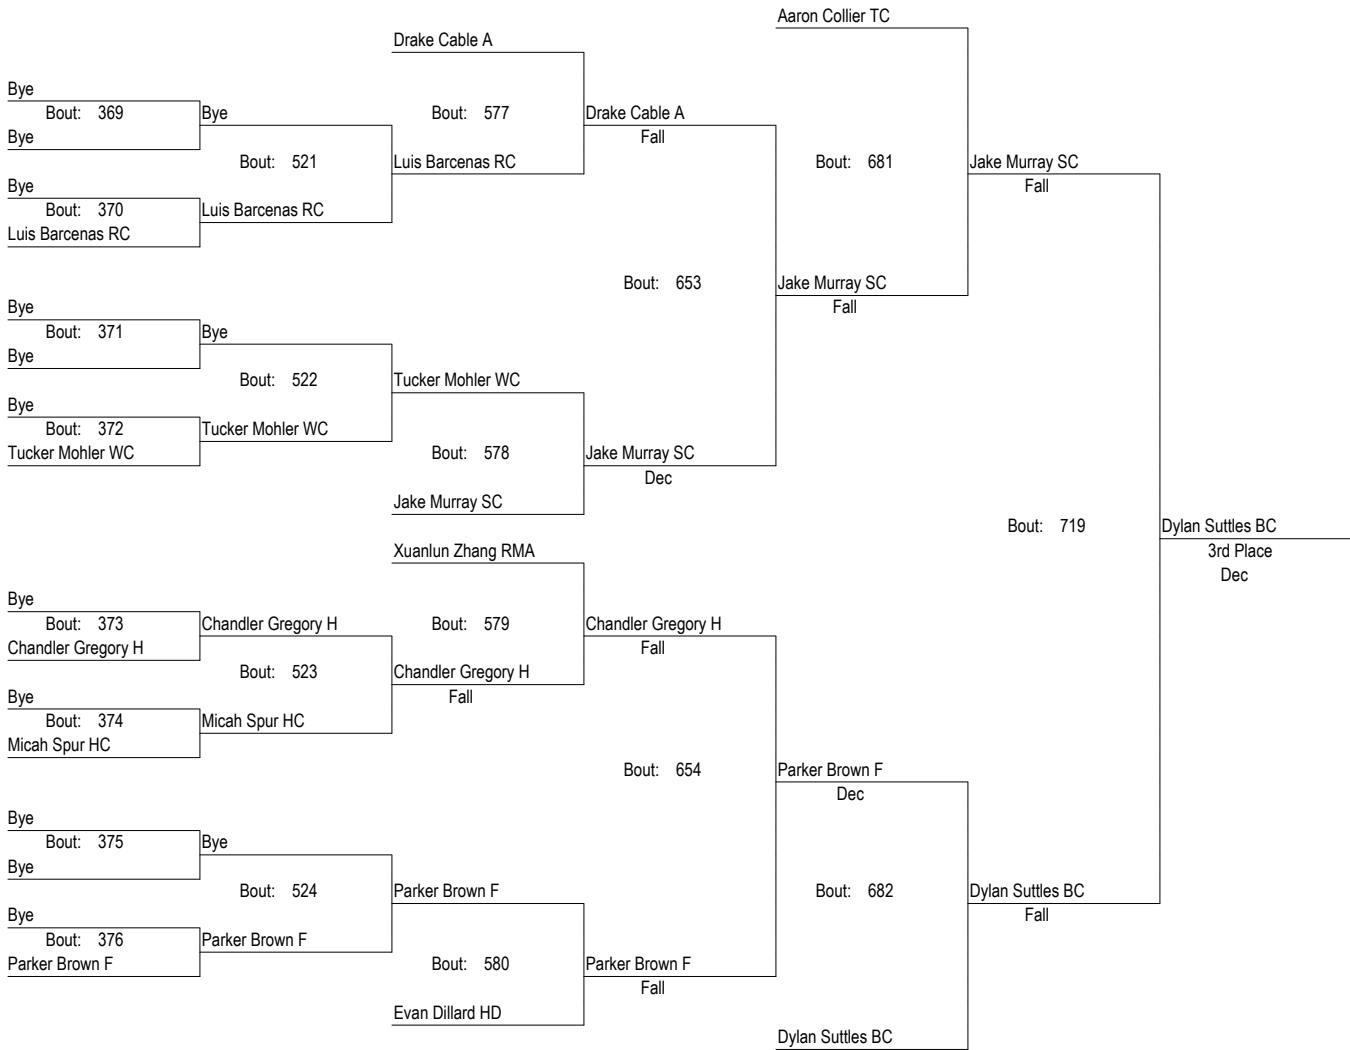 Aaron Collier TC
Drake Cable A
Bye
Bout: 369
Bye
Bout: 577
Drake Cable A
Bye
Fall
Bout: 521
Luis Barcenas RC
Bout: 681
Jake Murray SC
Bye
Fall
Bout: 370
Luis Barcenas RC
Luis Barcenas RC
Bout: 653
Jake Murray SC
Bye
Fall
Bout: 371
Bye
Bye
Bout: 522
Tucker Mohler WC
Bye
Bout: 372
Tucker Mohler WC
Tucker Mohler WC
Bout: 578
Jake Murray SC
Dec
Jake Murray SC
Bout: 719
Dylan Suttles BC
Xuanlun Zhang RMA
3rd Place
Dec
Bye
Bout: 373
Chandler Gregory H
Bout: 579
Chandler Gregory H
Chandler Gregory H
Fall
Bout: 523
Chandler Gregory H
Bye
Fall
Bout: 374
Micah Spur HC
Micah Spur HC
Bout: 654
Parker Brown F
Dec
Bye
Bout: 375
Bye
Bye
Bout: 524
Parker Brown F
Bout: 682
Dylan Suttles BC
Bye
Fall
Bout: 376
Parker Brown F
Parker Brown F
Bout: 580
Parker Brown F
Fall
Evan Dillard HD
Dylan Suttles BC